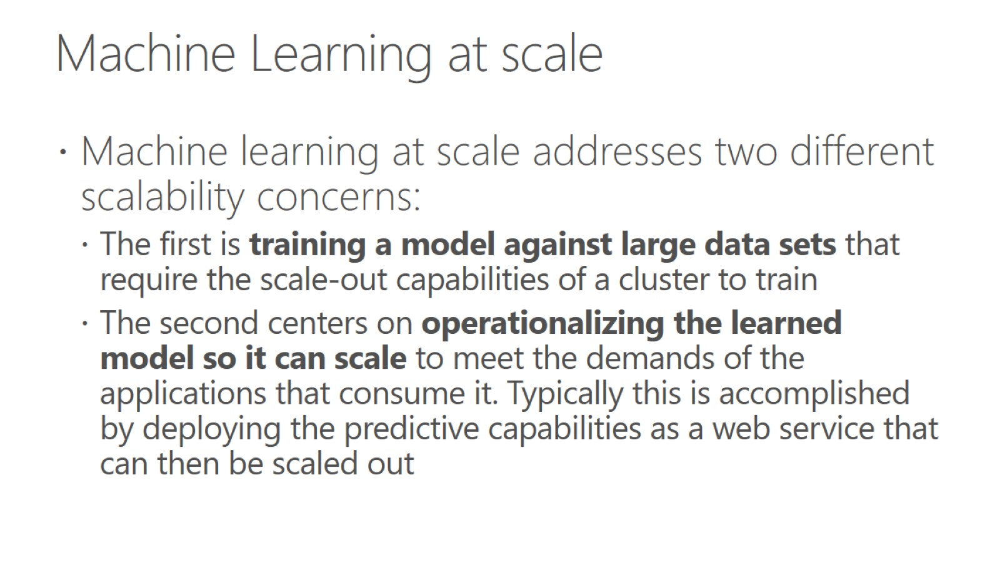 Machine Learning at scale
· Machine learning at scale addresses two different
scalability concerns:
· The first is training a model against large data sets that
require the scale-out capabilities of a cluster to train
· The second centers on operationalizing the learned
model so it can scale to meet the demands of the
applications that consume it. Typically this is accomplished
by deploying the predictive capabilities as a web service that
can then be scaled out